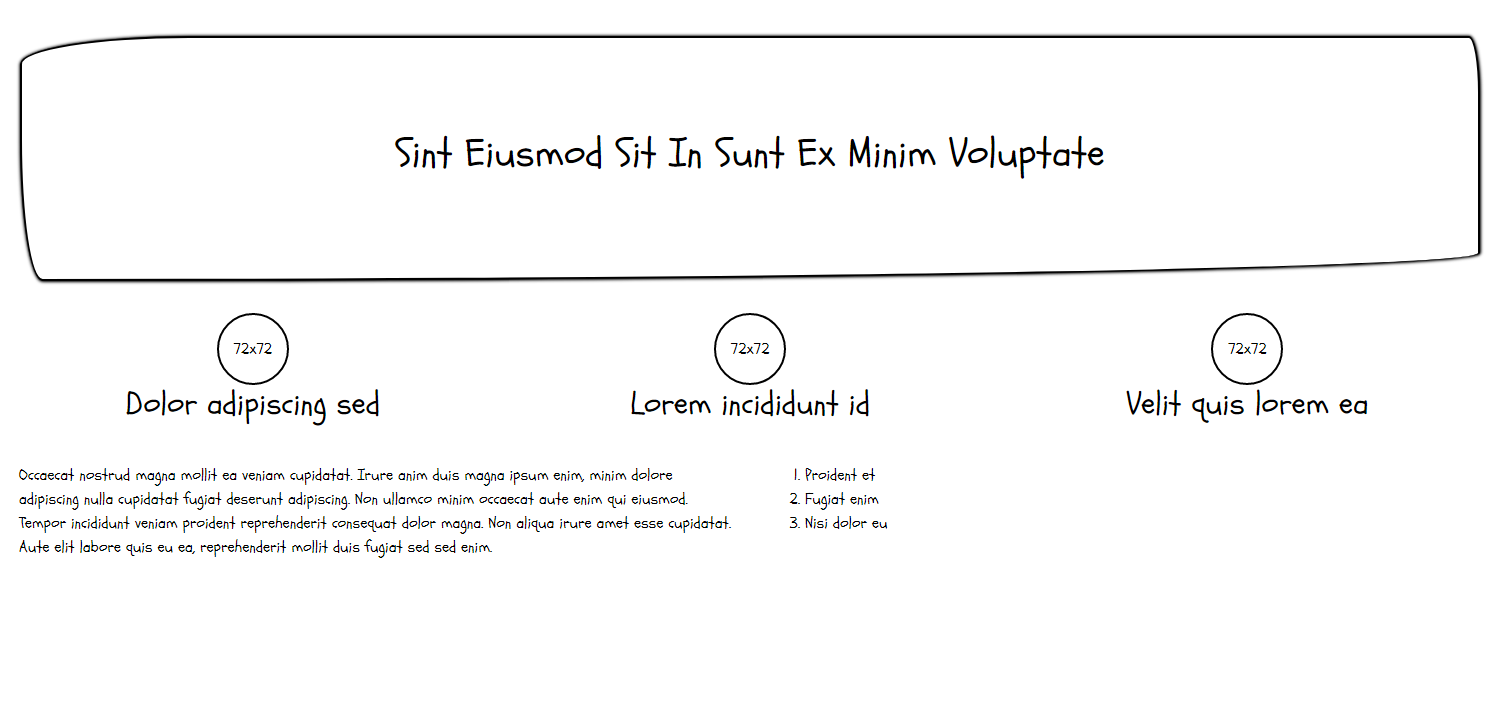 Sint Eiusmod Sit In Sunt Ex Minim Voluptate
72x72
72x72
72x72
Dolor adipiscing sed
Lorem incididunt id
Velit quis lorem ea
Occaecat nostrud magna mollit ea veniam cupidatat. Irure anim duis magna ipsum enim, minim dolore
adipiscing nulla cupidatat fugiat deserunt adipiscing. Non ullamco minim occaecat aute enim qui eiusmod.
Tempor incididunt veniam proident reprehenderit consequat dolor magna. Non aliqua irure amet esse cupidatat.
Aute elit labore quis eu ea, reprehenderit mollit duis fugiat sed sed enim.
1. Proident et
2. Fugiat enim
3. Nisi dolor eu